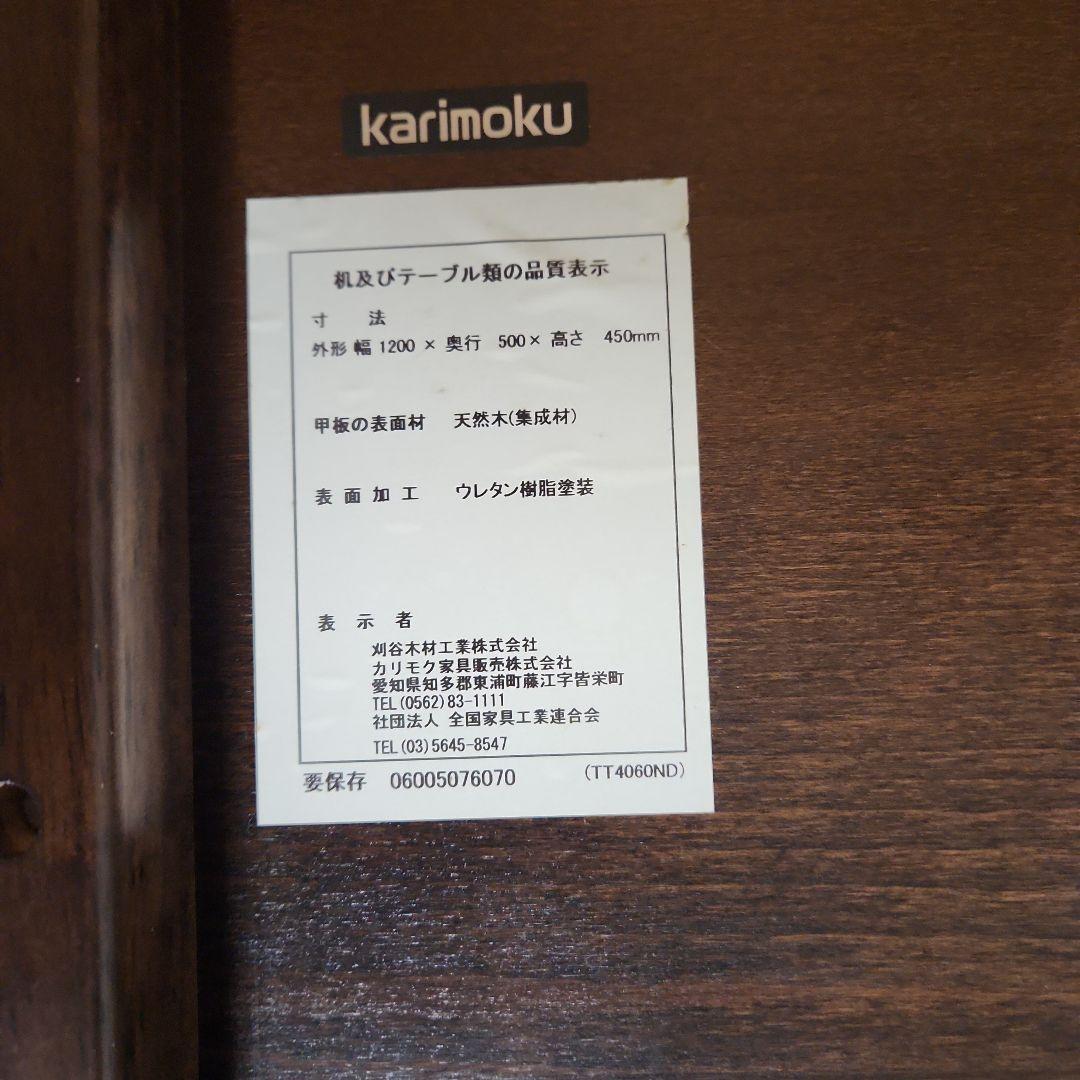 karimoku
机及びテーブル類の品質表示
寸 法
外形 幅 1200 × 奥行 500× 高さ 450mm
甲板の表面材 天然木(集成材)
表面加工 ウレタン樹脂塗装
表示者
刈谷木材工業株式会社
カリモク家具販売株式会社
愛知県知多郡東浦町藤江字皆栄町
TEL(0562)83-1111
社団法人 全国家具工業連合会
TEL(03)5645-8547
要保存 06005076070 (TT4060ND)